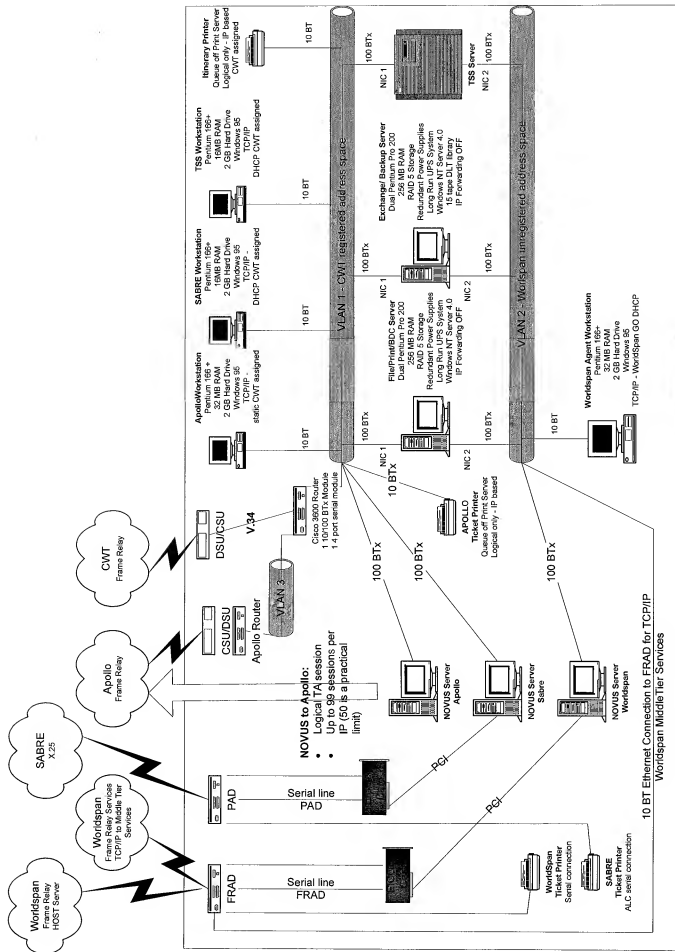 Worldspan
Frame Relay
HOST Server
Worldspan
Frame Relay Services
TCP/IP to Middle Tier
Services
SABRE
X.25
Apollo
Frame Relay
CWT
Frame Relay
FRAD
PAD
CSU/DSU
Apollo Router
DSU/CSU
V.34
Cisco 3600 Router
1 10/100 BTx Module
1 4 port serial module
VLAN 3
Serial line
FRAD
Serial line
PAD
PCI
PCI
NOVUS to Apollo:
• Logical TA session
• Up to 99 sessions per
IP (50 is a practical
limit)
NOVUS Server
Apollo
NOVUS Server
Sabre
NOVUS Server
Worldspan
100 BTx
100 BTx
100 BTx
WorldSpan
Ticket Printer
Serial connection
SABRE
Ticket Printer
ALC serial connection
10 BT Ethernet Connection to FRAD for TCP/IP
Worldspan MiddleTier Services
ApolloWorkstation
Pentium 166 +
32 MB RAM
2 GB Hard Drive
Windows 95
TCP/IP -
static CWT assigned
10 BT
SABRE Workstation
Pentium 166+
16MB RAM
2 GB Hard Drive
Windows 95
TCP/IP -
DHCP CWT assigned
10 BT
TSS Workstation
Pentium 166+
16MB RAM
2 GB Hard Drive
Windows 95
TCP/IP
DHCP CWT assigned
10 BT
Itinerary Printer
Queue off Print Server
Logical only - IP based
CWT assigned
10 BT
VLAN 1 - CWT registered address space
10 BTx
APOLLO
Ticket Printer
Queue off Print Server
Logical only - IP based
100 BTx
NIC 1
File/Print/BDC Server
Dual Pentium Pro 200
256 MB RAM
RAID 5 Storage
Redundant Power Supplies
Long Run UPS System
Windows NT Server 4.0
IP Forwarding OFF
NIC 2
100 BTx
100 BTx
NIC 1
Exchange/ Backup Server
Dual Pentium Pro 200
256 MB RAM
RAID 5 Storage
Redundant Power Supplies
Long Run UPS System
Windows NT Server 4.0
15 tape DLT library
IP Forwarding OFF
NIC 2
100 BTx
100 BTx
100 BTx
NIC 1
TSS Server
NIC 2
100 BTx
100 BTx
VLAN 2 - Worlspan unregistered address space
10 BT
Worldspan Agent Workstation
Pentium 166+
32 MB RAM
2 GB Hard Drive
Windows 95
TCP/IP - WorldSpan GO DHCP